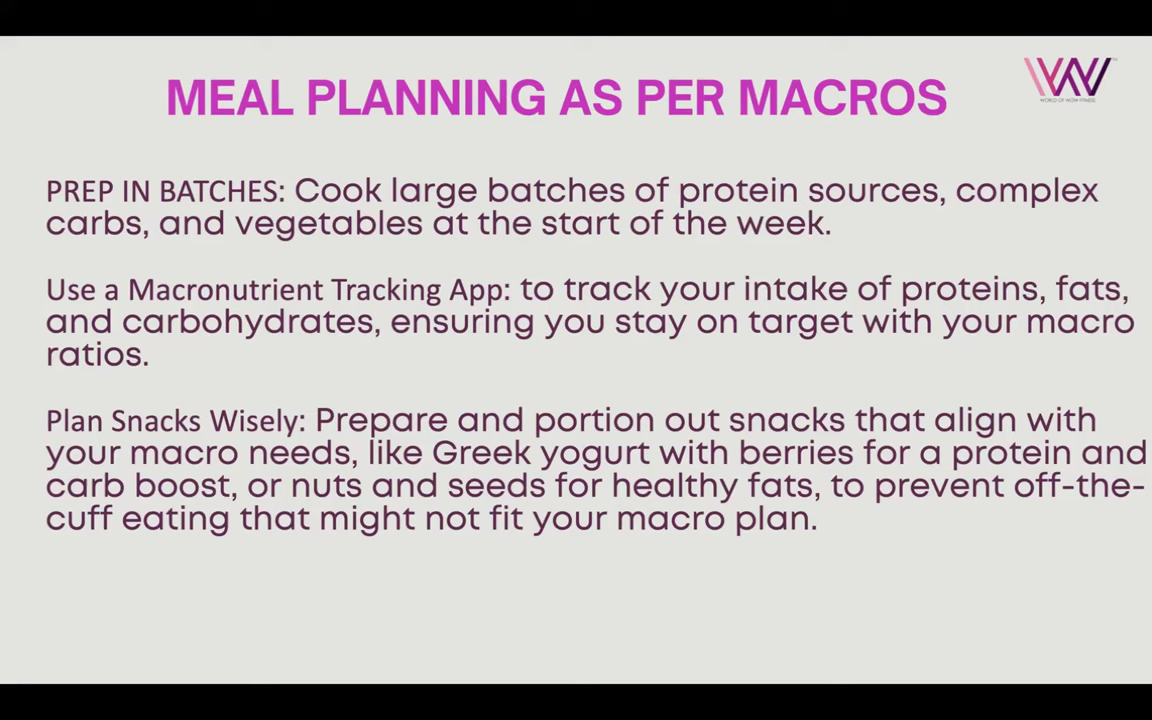 MEAL PLANNING AS PER MACROS
WORLD OF WOW FITNESS
PREP IN BATCHES: Cook large batches of protein sources, complex
carbs, and vegetables at the start of the week.
Use a Macronutrient Tracking App: to track your intake of proteins, fats,
and carbohydrates, ensuring you stay on target with your macro
ratios.
Plan Snacks Wisely: Prepare and portion out snacks that align with
your macro needs, like Greek yogurt with berries for a protein and
carb boost, or nuts and seeds for healthy fats, to prevent off-the-
cuff eating that might not fit your macro plan.